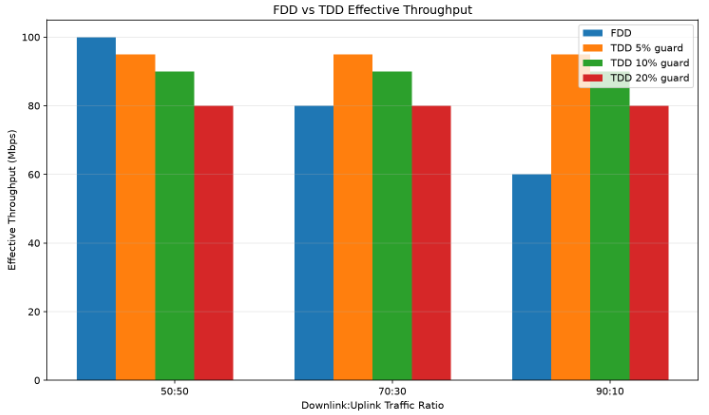 FDD vs TDD Effective Throughput
FDD
TDD 5% guard
TDD 10% guard
TDD 20% guard
Effective Throughput (Mbps)
100
80
60
40
20
0
50:50
70:30
90:10
Downlink:Uplink Traffic Ratio